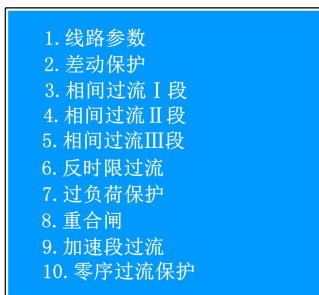 1. 线路参数
2. 差动保护
3. 相间过流Ⅰ段
4. 相间过流Ⅱ段
5. 相间过流Ⅲ段
6. 反时限过流
7. 过负荷保护
8. 重合闸
9. 加速段过流
10. 零序过流保护